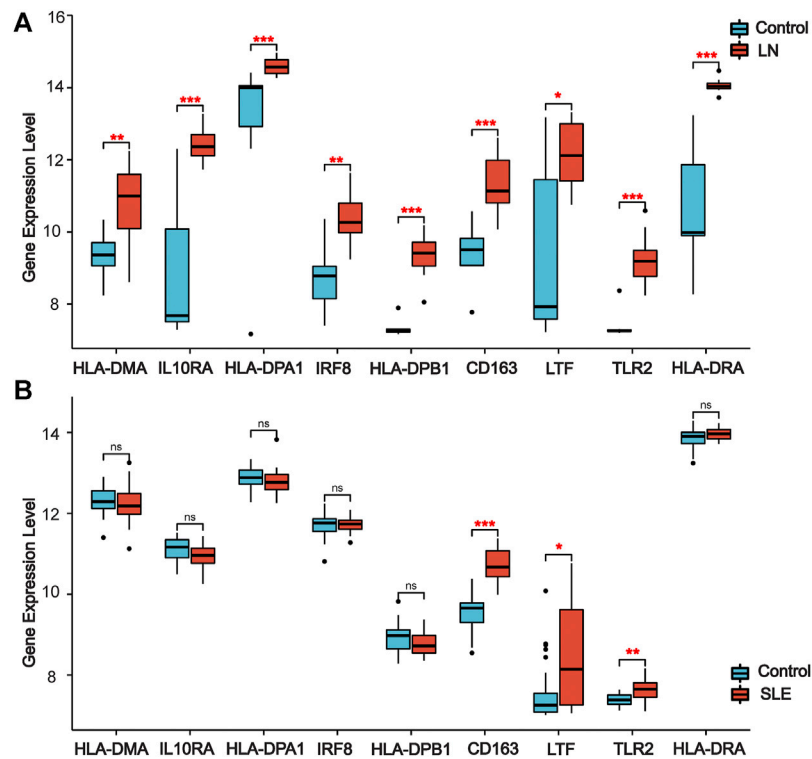 A
16
14
12
10
8
Gene Expression Level
Control
LN
** *** *** ** *** *** * *** ***
HLA-DMA IL10RA HLA-DPA1 IRF8 HLA-DPB1 CD163 LTF TLR2 HLA-DRA
B
14
12
10
8
Gene Expression Level
ns ns ns ns ns *** * ** ns
Control
SLE
HLA-DMA IL10RA HLA-DPA1 IRF8 HLA-DPB1 CD163 LTF TLR2 HLA-DRA